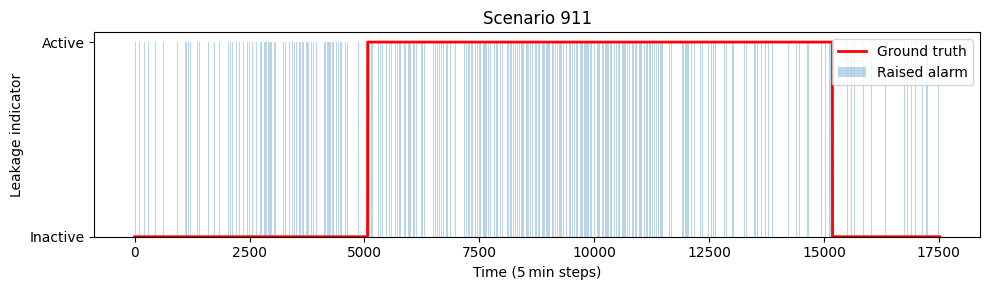 Scenario 911
Leakage indicator
Active
Inactive
Ground truth
Raised alarm
0 2500 5000 7500 10000 12500 15000 17500
Time (5 min steps)